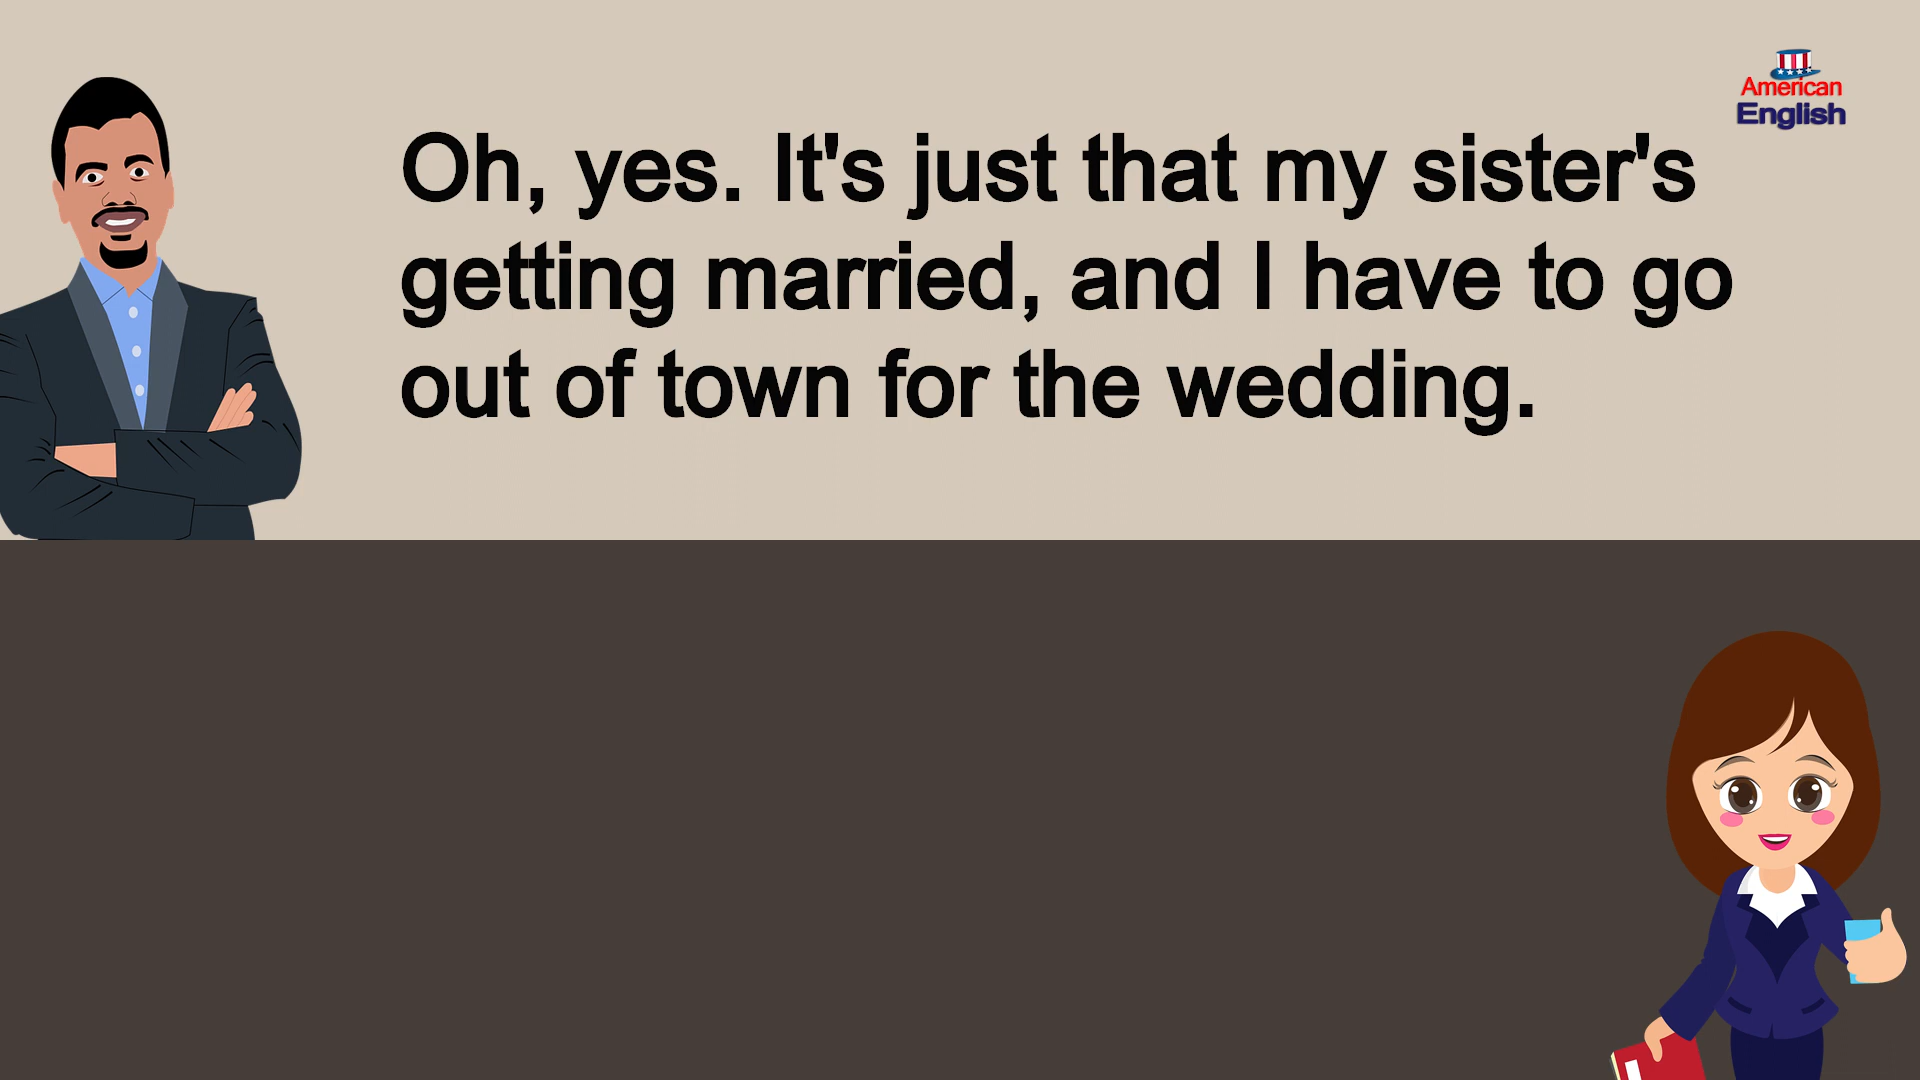 American
English
Oh, yes. It's just that my sister's
getting married, and I have to go
out of town for the wedding.